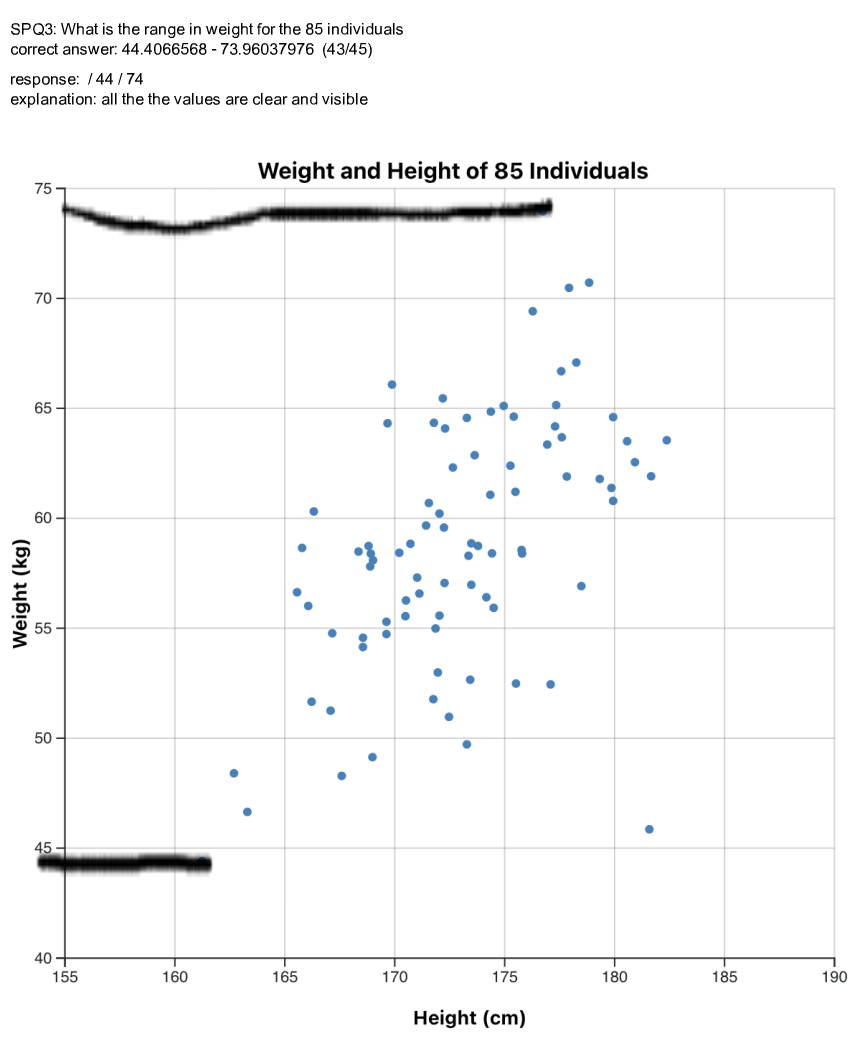 SPQ3: What is the range in weight for the 85 individuals
correct answer: 44.4066568 - 73.96037976 (43/45)
response: / 44 / 74
explanation: all the the values are clear and visible
Weight and Height of 85 Individuals
75
70
65
60
55
50
45
40
Weight (kg)
155 160 165 170 175 180 185 190
Height (cm)